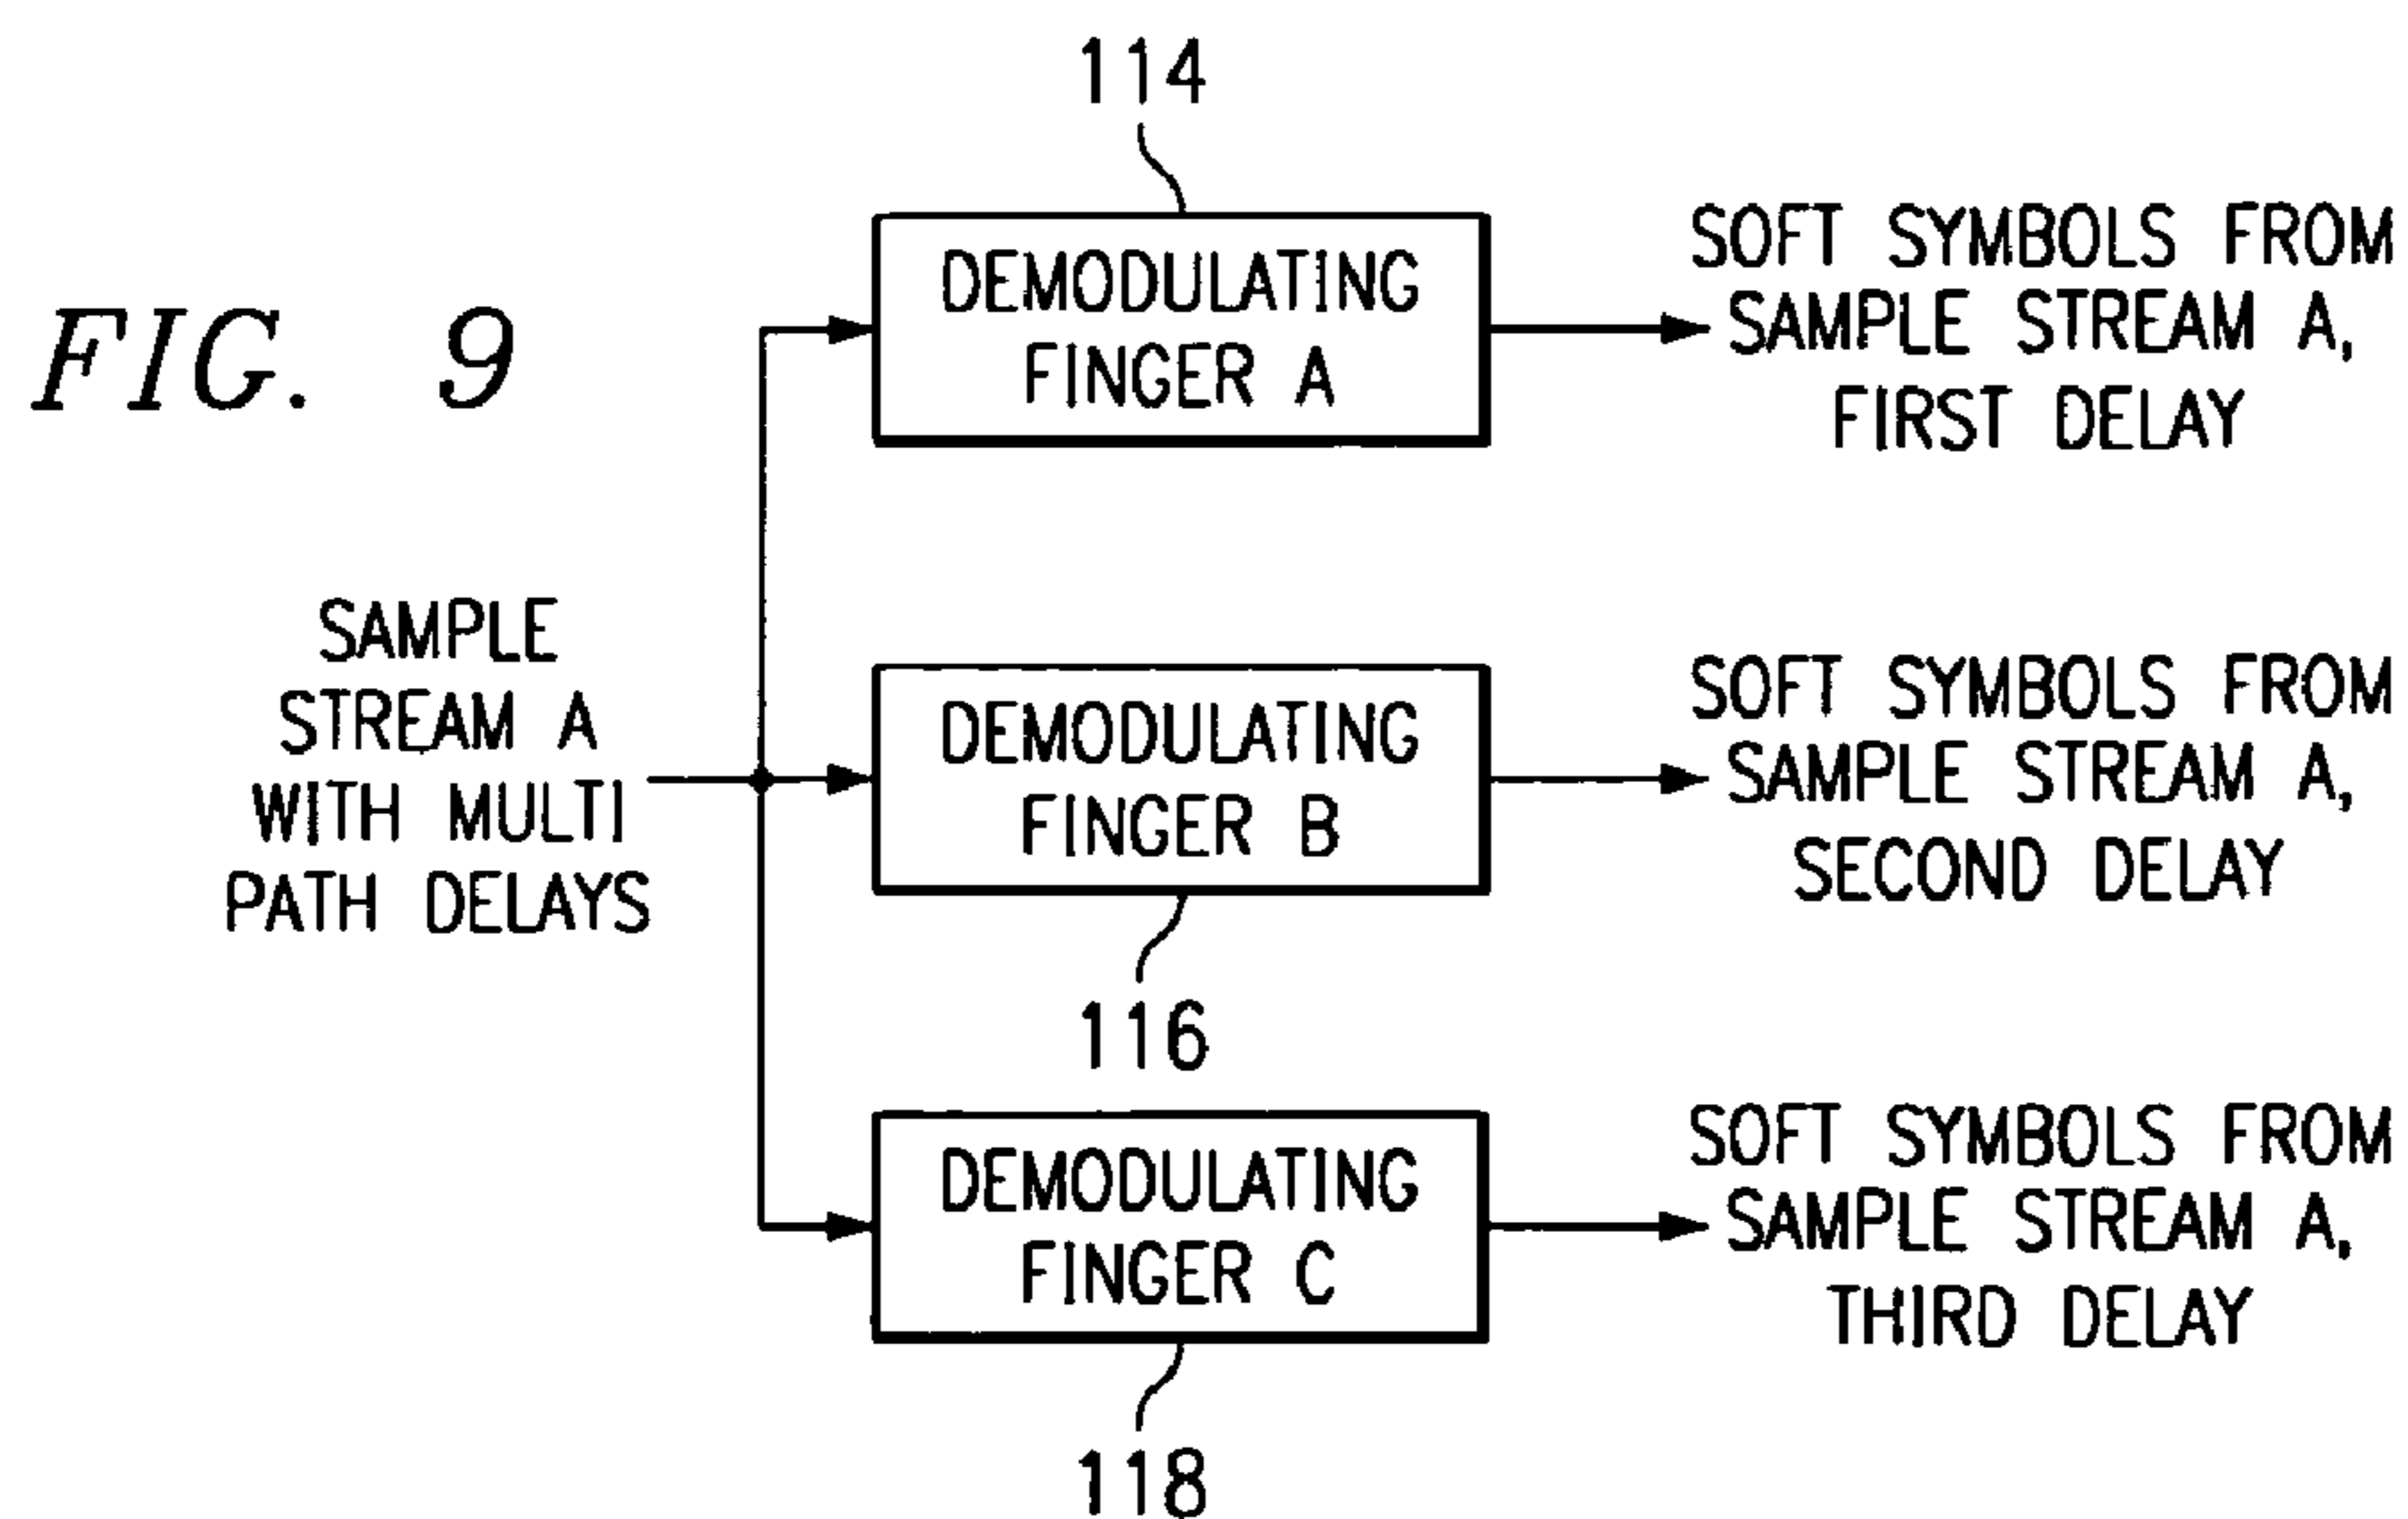 FIG. 9
114
DEMODULATING
FINGER A
SOFT SYMBOLS FROM
SAMPLE STREAM A,
FIRST DELAY
SAMPLE
STREAM A
WITH MULTI
PATH DELAYS
DEMODULATING
FINGER B
116
SOFT SYMBOLS FROM
SAMPLE STREAM A,
SECOND DELAY
DEMODULATING
FINGER C
118
SOFT SYMBOLS FROM
SAMPLE STREAM A,
THIRD DELAY